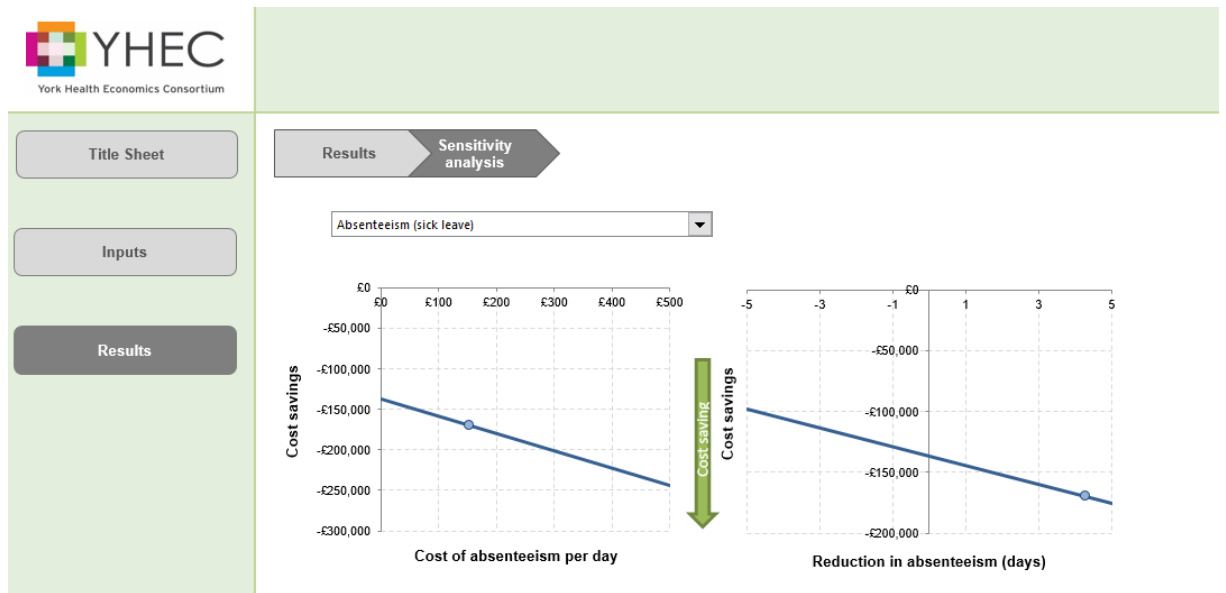 YHEC
York Health Economics Consortium
Title Sheet
Inputs
Results
Results
Sensitivity
analysis
Absenteeism (sick leave)
£0
£0 £100 £200 £300 £400 £500
-£50,000
-£100,000
-£150,000
-£200,000
-£250,000
-£300,000
Cost savings
Cost of absenteeism per day
Cost saving
£0
-5 -3 -1 1 3 5
-£50,000
-£100,000
-£150,000
-£200,000
Cost savings
Reduction in absenteeism (days)